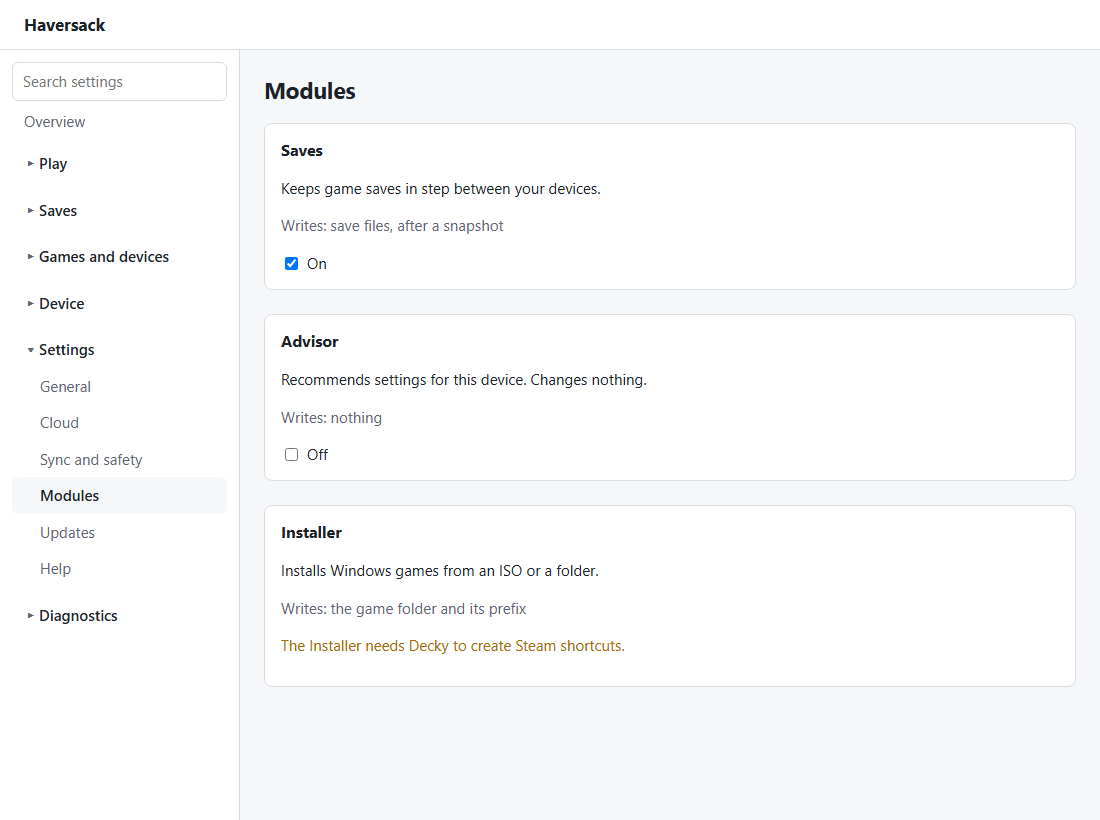 Haversack
Search settings
Overview
Play
Saves
Games and devices
Device
Settings
General
Cloud
Sync and safety
Modules
Updates
Help
Diagnostics
Modules
Saves
Keeps game saves in step between your devices.
Writes: save files, after a snapshot
On
Advisor
Recommends settings for this device. Changes nothing.
Writes: nothing
Off
Installer
Installs Windows games from an ISO or a folder.
Writes: the game folder and its prefix
The Installer needs Decky to create Steam shortcuts.